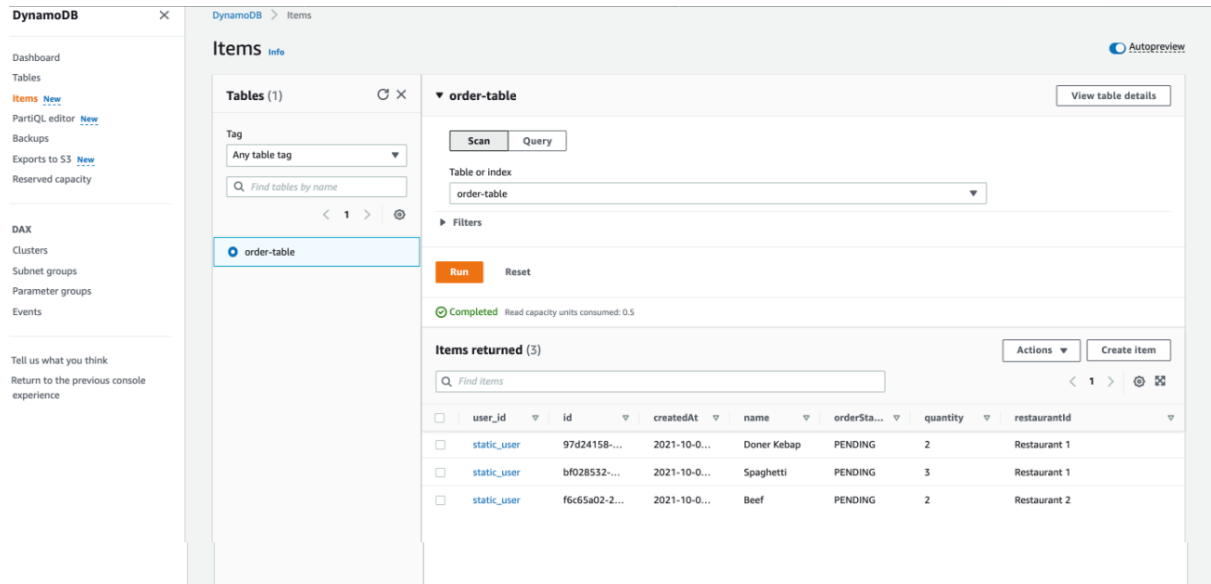 DynamoDB
Dashboard
Tables
Items New
PartiQL editor New
Backups
Exports to S3 New
Reserved capacity
DAX
Clusters
Subnet groups
Parameter groups
Events
Tell us what you think
Return to the previous console
experience
DynamoDB > Items
Items Info
Autopreview
Tables (1)
Tag
Any table tag
Find tables by name
< 1 >
order-table
order-table
View table details
Scan Query
Table or index
order-table
Filters
Run Reset
Completed Read capacity units consumed: 0.5
Items returned (3)
Actions Create item
Find items
< 1 >
user_id id createdAt name orderSta... quantity restaurantId
static_user 97d24158-... 2021-10-0... Doner Kebap PENDING 2 Restaurant 1
static_user bf028532-... 2021-10-0... Spaghetti PENDING 3 Restaurant 1
static_user f6c65a02-2... 2021-10-0... Beef PENDING 2 Restaurant 2